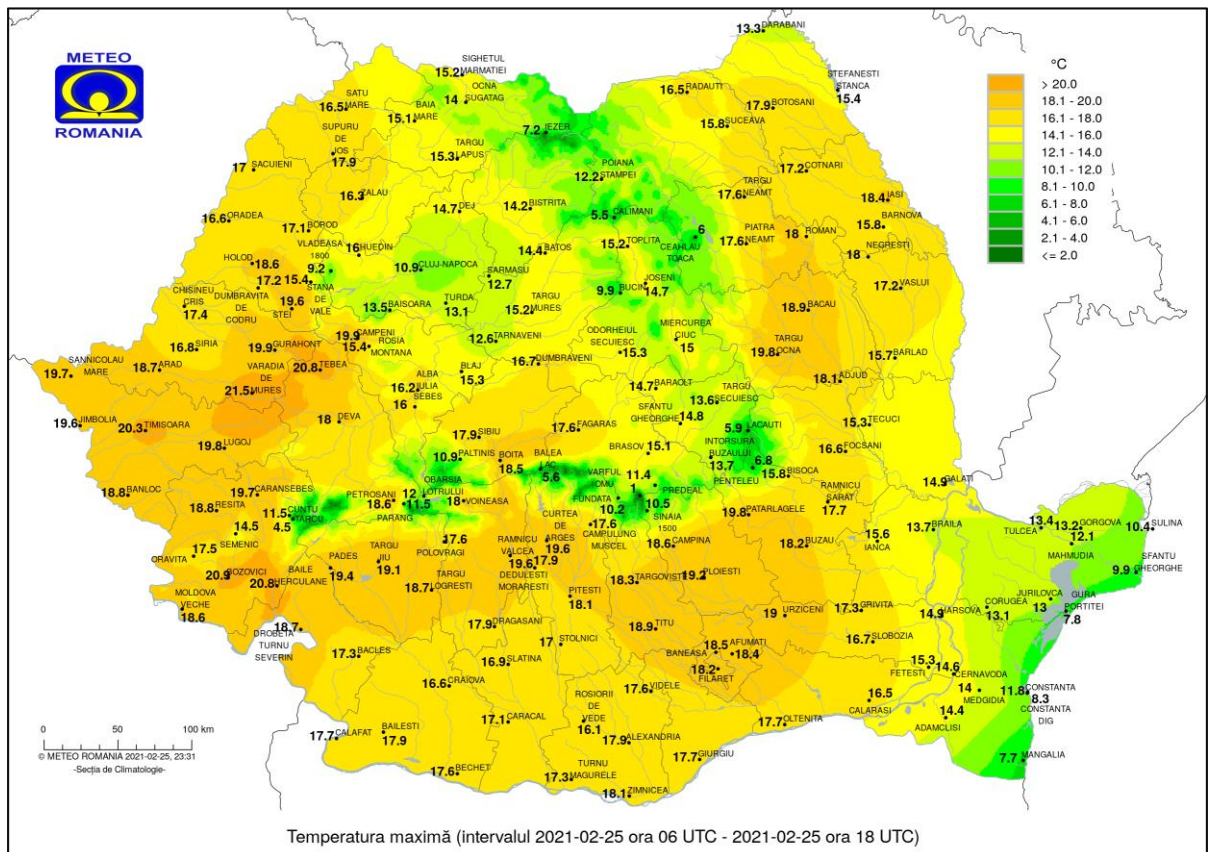 METEO
ROMANIA
°C
> 20.0
18.1 - 20.0
16.1 - 18.0
14.1 - 16.0
12.1 - 14.0
10.1 - 12.0
8.1 - 10.0
6.1 - 8.0
4.1 - 6.0
2.1 - 4.0
<= 2.0
13.3 DARABANI
SIGHETUL
15.2 MARMATIEI
OCNA
14 SUGATAG
SATU
16.5 MARE
BAIA
15.1 MARE
7.2 IEZER
16.5 RADAUTI
17.9 BOTOSANI
STEFANESTI
STANCA
15.4
15.8 SUCEAVA
SUPURU
DE
JOS
17.9
TARGU
15.3 LAPUS
17 SACUIENI
POIANA
12.2 STAMPEI
17.2 COTNARI
16.3 ZALAU
TARGU
17.6 NEAMT
18.4 IASI
16.6 ORADEA
14.7 DEJ
14.2 BISTRITA
5.5 CALIMANI
17.1 BOROD
15.8 BARNOVA
VLADEASA
1800
9.2
16 HUEDIN
PIATRA
17.6 NEAMT
18 ROMAN
6
CEAHLAU
TOACA
14.4 BATOS
15.2 TOPLITA
NEGRESTI
18
HOLOD
18.6
10.9 CLUJ-NAPOCA
SARMASU
12.7
17.2
DUMBRAVITA
DE
CODRU
15.4
STANA
DE
VALE
9.9 BUCIN
JOSENI
14.7
17.2 VASLUI
CHISINEU
CRIS
17.4
19.6
STEI
13.5 BAISOARA
TURDA
13.1
TARGU
15.2 MURES
18.9 BACAU
16.8 SIRIA
19.9 GURAHONT
19.9 CAMPENI
15.4
ROSIA
MONTANA
12.6 TARNAVENI
ODORHEIUL
SECUIESC
15.3
MIERCUREA
CIUC
15
TARGU
19.8 OCNA
15.7 BARLAD
SANNICOLAU
MARE
19.7
18.7 ARAD
20.8 TEBEA
16.7 DUMBRAVENI
VARADIA
DE
21.5 MURES
ALBA
16.2 IULIA
16 SEBES
BLAJ
15.3
14.7 BARAOLT
TARGU
13.6 SECUIESC
18.1 ADJUD
19.6 JIMBOLIA
20.3 TIMISOARA
18 DEVA
17.9 SIBIU
17.6 FAGARAS
SFANTU
GHEORGHE
14.8
5.9 LACAUTI
15.3 TECUCI
19.8 LUGOJ
BRASOV 15.1
INTORSURA
BUZAULUI
13.7
16.6 FOCSANI
10.9 PALTINIS
BOITA
18.5
BALEA
LAC
5.6
6.8
PENTELEU
15.8 BISOCA
18.8 BANLOC
19.7 CARANSEBES
OBARSIA
12 LOTRULUI
VARFUL
OMU
1
11.4
PREDEAL
14.9 GALATI
18.8 RESITA
11.5 CUNTU
TARCU
4.5
PETROSANI
18.6
11.5
PARANG
18 VOINEASA
FUNDATA
10.2
10.5
SINAIA
1500
19.8 PATARLAGELE
RAMNICU
SARAT
17.7
14.5
SEMENIC
17.6
POLOVRAGI
CURTEA
DE
ARGES
19.6
17.6
CAMPULUNG
MUSCEL
18.6 CAMPINA
18.2 BUZAU
15.6
IANCA
13.7 BRAILA
13.4
TULCEA
13.2 GORGOVA
12.1
MAHMUDIA
10.4 SULINA
ORAVITA 17.5
PADES
19.4
TARGU
JIU
19.1
RAMNICU
VALCEA
19.6
17.9
DEDULESTI
MORARESTI
SFANTU
9.9 GHEORGHE
20.9 BOZOVICI
BAILE
20.8 HERCULANE
TARGU
18.7 LOGRESTI
18.3 TARGOVISTE
19.2 PLOIESTI
MOLDOVA
VECHE
18.6
PITESTI
18.1
19 URZICENI
17.3 GRIVITA
14.9 HARSOVA
CORUGEA
13.1
JURILOVCA
13
GURA
PORTITEI
7.8
18.7
DROBETA
TURNU
SEVERIN
17.9 DRAGASANI
18.9 TITU
17 STOLNICI
16.7 SLOBOZIA
17.3 BACLES
16.9 SLATINA
18.5 AFUMATI
BANEASA 18.4
18.2 FILARET
15.3
FETESTI
14.6
CERNAVODA
16.6 CRAIOVA
17.6 VIDELE
16.5
CALARASI
14
MEDGIDIA
11.8 CONSTANTA
8.3
CONSTANTA
DIG
ROSIORII
DE
VEDE
16.1
14.4
ADAMCLISI
17.1 CARACAL
17.7 OLTENITA
17.7 CALAFAT
BAILESTI
17.9
17.9 ALEXANDRIA
17.7 GIURGIU
7.7 MANGALIA
17.6 BECHET
TURNU
17.3 MAGURELE
18.1 ZIMNICEA
0 50 100 km
© METEO ROMANIA 2021-02-25, 23:31
-Secția de Climatologie-
Temperatura maximă (intervalul 2021-02-25 ora 06 UTC - 2021-02-25 ora 18 UTC)